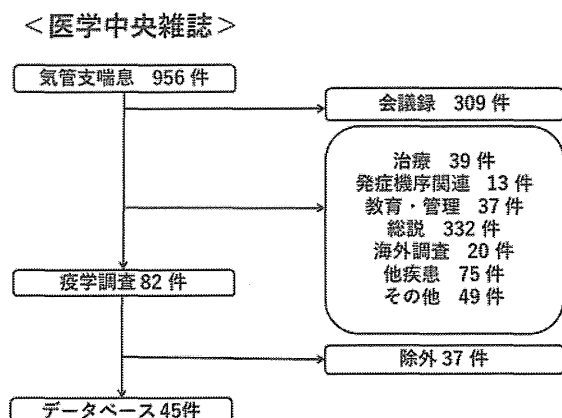 ＜医学中央雑誌＞
気管支喘息　956 件
会議録　309 件
治療　39 件
発症機序関連　13 件
教育・管理　37 件
総説　332 件
海外調査　20 件
他疾患　75 件
その他　49 件
疫学調査 82 件
除外 37 件
データベース 45件